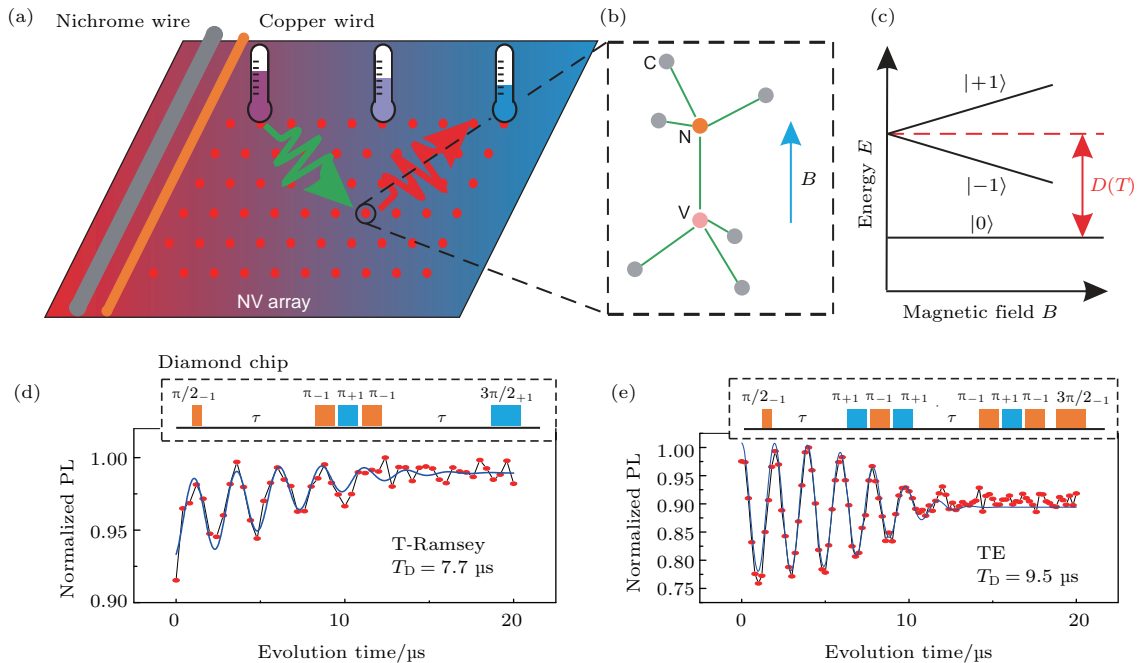 (a)
Nichrome wire
Copper wird
NV array
Diamond chip
(b)
C
N
V
B
(c)
Energy E
|+1⟩
|−1⟩
|0⟩
D(T)
Magnetic field B
(d)
π/2₋₁
τ
π₋₁
π₊₁
π₋₁
τ
3π/2₊₁
Normalized PL
1.00
0.95
0.90
T-Ramsey
T_D = 7.7 µs
0
10
20
Evolution time/µs
(e)
π/2₋₁
τ
π₊₁
π₋₁
π₊₁
τ
π₋₁
π₊₁
π₋₁
3π/2₋₁
Normalized PL
1.00
0.95
0.90
0.85
0.80
0.75
TE
T_D = 9.5 µs
0
10
20
Evolution time/µs